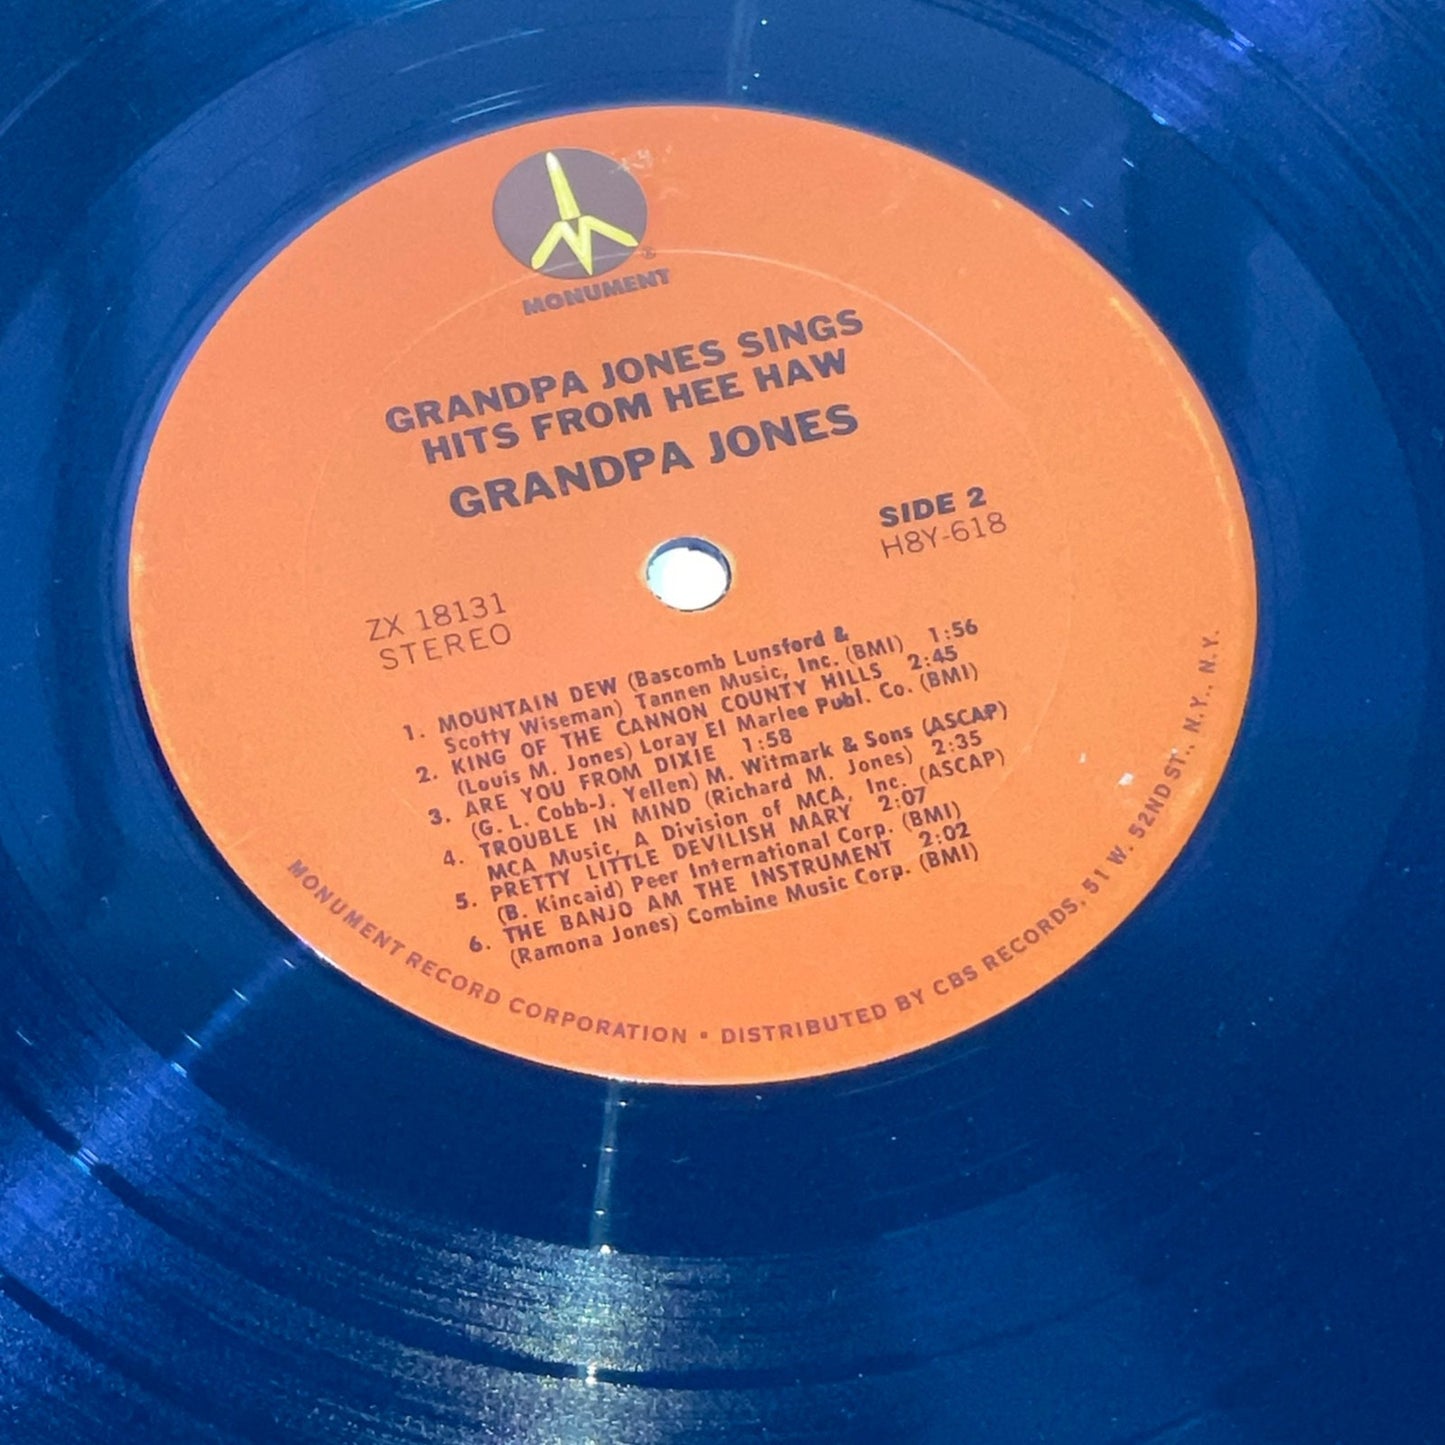 MONUMENT
®
GRANDPA JONES SINGS
HITS FROM HEE HAW
GRANDPA JONES
SIDE 2
H8Y-618
ZX 18131
STEREO
1. MOUNTAIN DEW (Bascomb Lunsford &
Scotty Wiseman) Tannen Music, Inc. (BMI) 1:56
2. KING OF THE CANNON COUNTY HILLS 2:45
(Louis M. Jones) Loray El Marlee Publ. Co. (BMI)
3. ARE YOU FROM DIXIE 1:58
(G. L. Cobb-J. Yellen) M. Witmark & Sons (ASCAP)
4. TROUBLE IN MIND (Richard M. Jones) 2:35
MCA Music, A Division of MCA, Inc. (ASCAP)
5. PRETTY LITTLE DEVILISH MARY 2:07
(B. Kincaid) Peer International Corp. (BMI)
6. THE BANJO AM THE INSTRUMENT 2:02
(Ramona Jones) Combine Music Corp. (BMI)
MONUMENT RECORD CORPORATION • DISTRIBUTED BY CBS RECORDS, 51 W. 52ND ST., N.Y., N.Y.